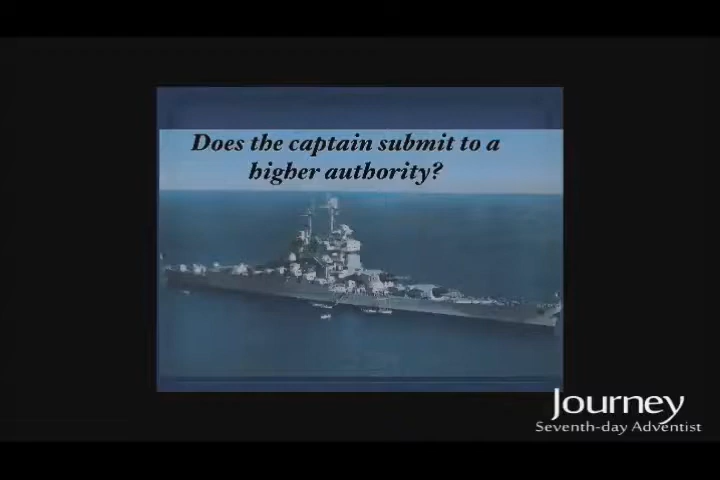 Does the captain submit to a
higher authority?
Journey
Seventh-day Adventist